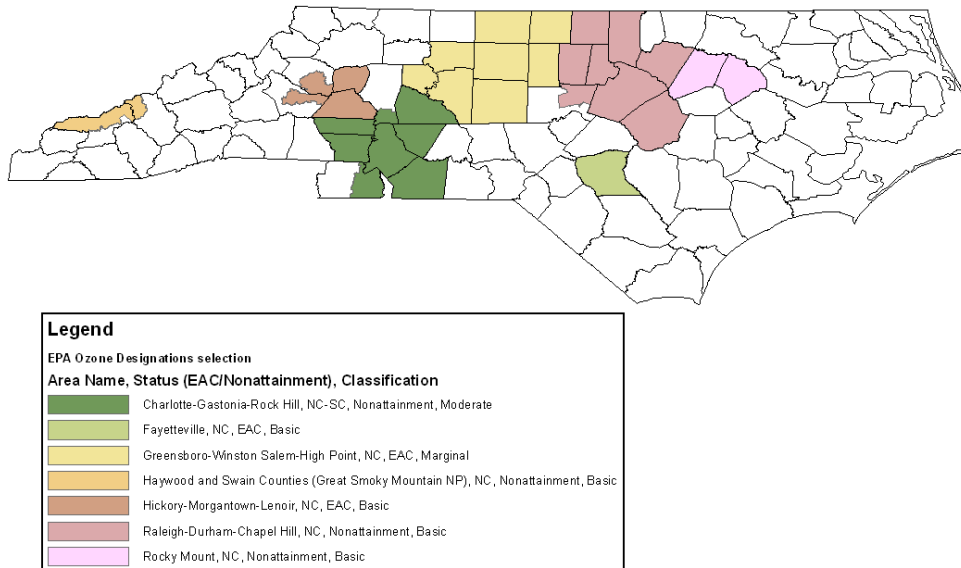 Legend
EPA Ozone Designations selection
Area Name, Status (EAC/Nonattainment), Classification
Charlotte-Gastonia-Rock Hill, NC-SC, Nonattainment, Moderate
Fayetteville, NC, EAC, Basic
Greensboro-Winston Salem-High Point, NC, EAC, Marginal
Haywood and Swain Counties (Great Smoky Mountain NP), NC, Nonattainment, Basic
Hickory-Morgantown-Lenoir, NC, EAC, Basic
Raleigh-Durham-Chapel Hill, NC, Nonattainment, Basic
Rocky Mount, NC, Nonattainment, Basic